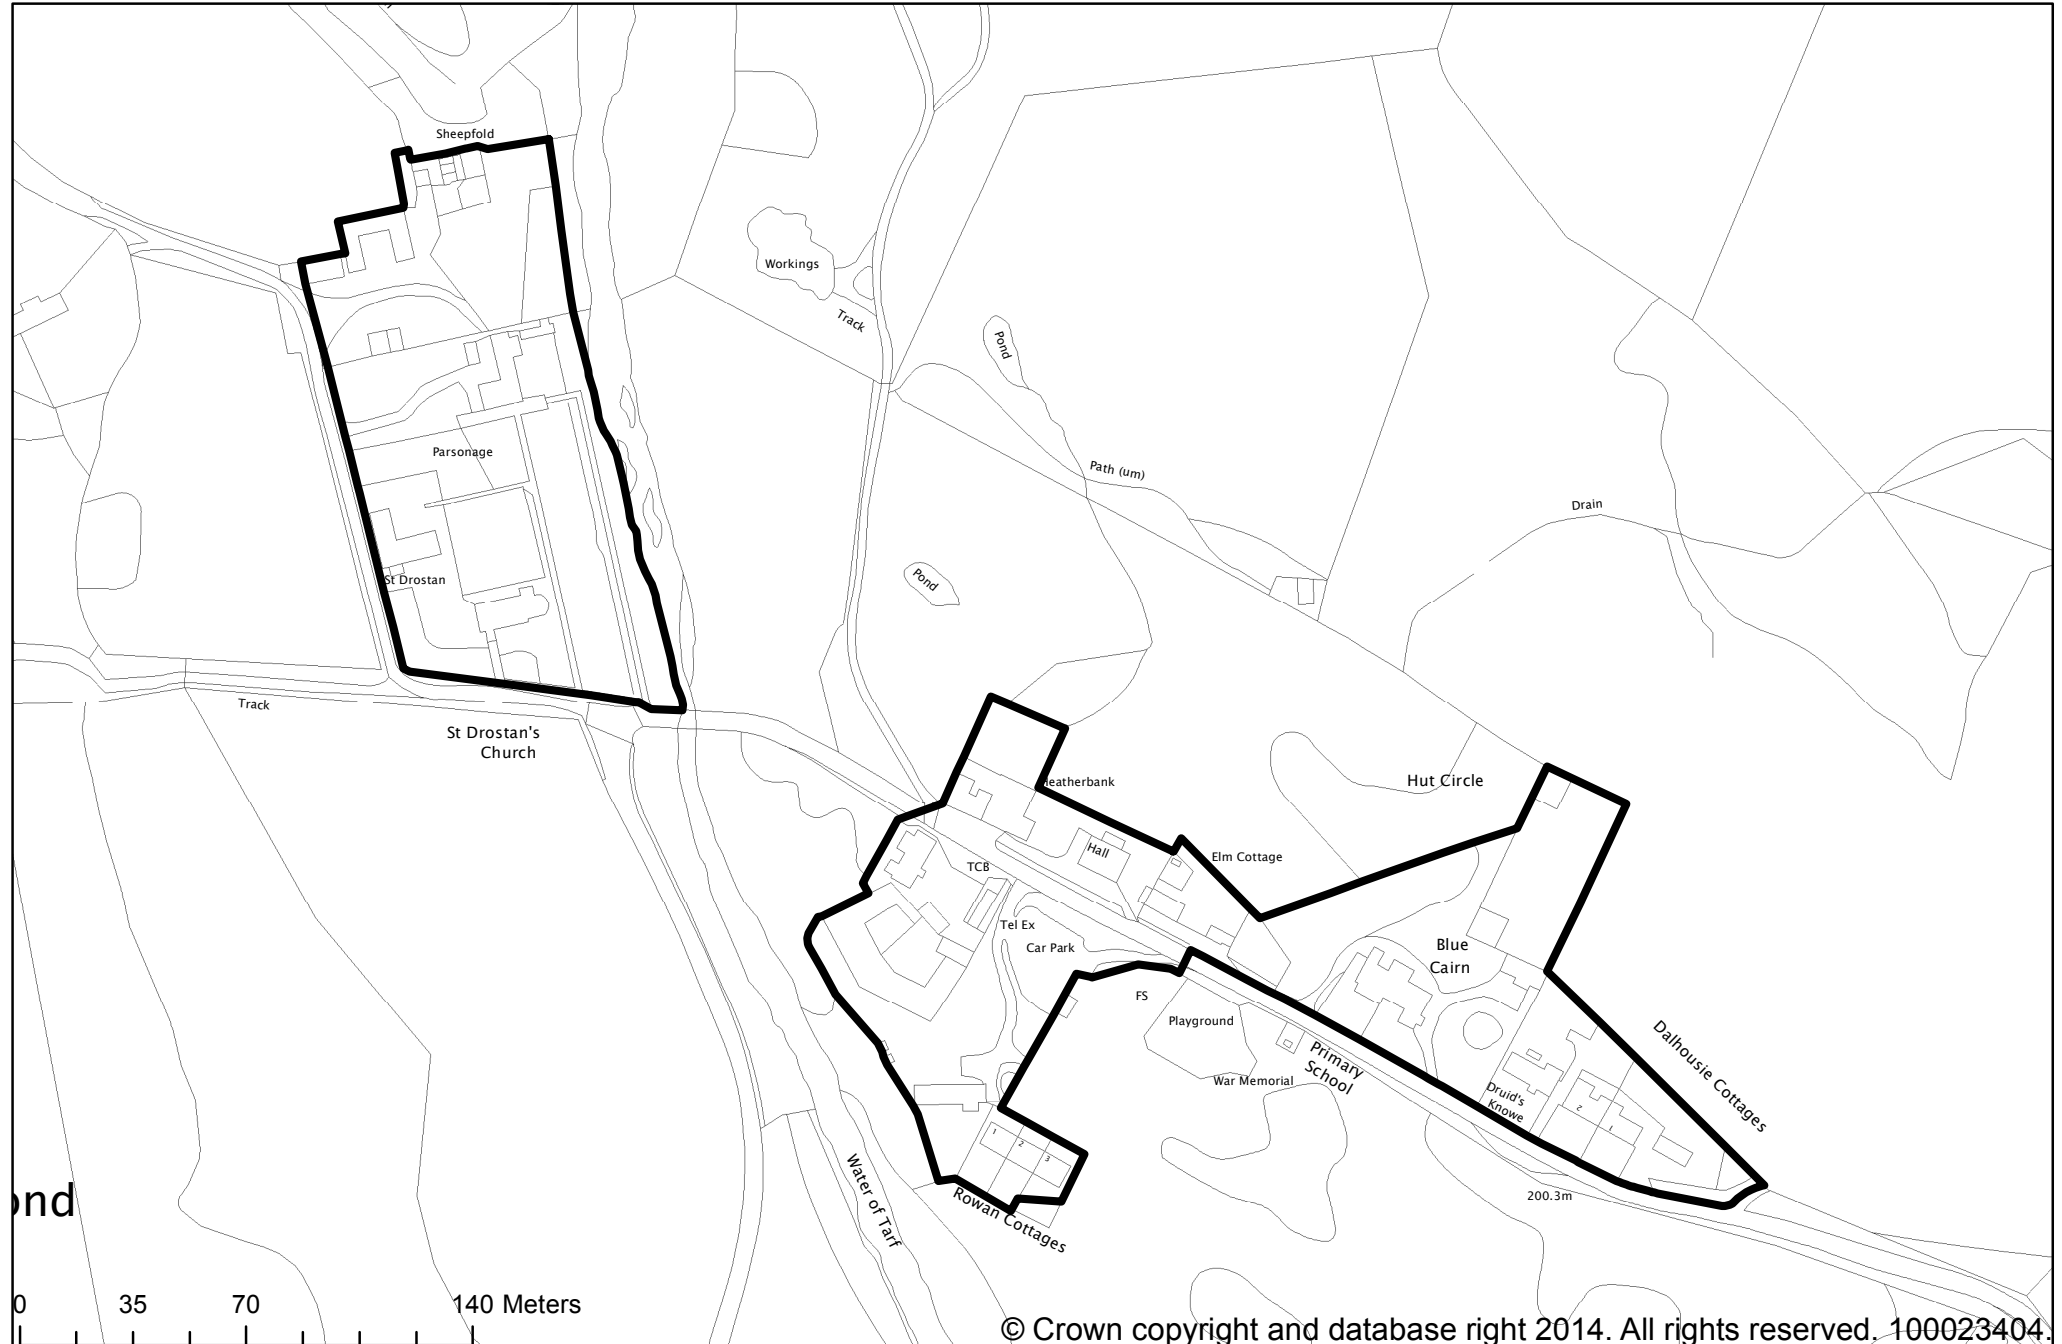 Sheepfold
Workings
Track
Pond
Path (um)
Parsonage
Drain
Pond
St Drostan
Track
St Drostan's
Church
Heatherbank
Hut Circle
Hall
Elm Cottage
TCB
Tel Ex
Car Park
Blue
Cairn
FS
Playground
Primary
School
War Memorial
Dalhousie Cottages
Druid's
Knowe
2
1
1
2
3
Water of Tarf
Rowan Cottages
200.3m
ond
0 35 70 140 Meters
© Crown copyright and database right 2014. All rights reserved. 100023404.